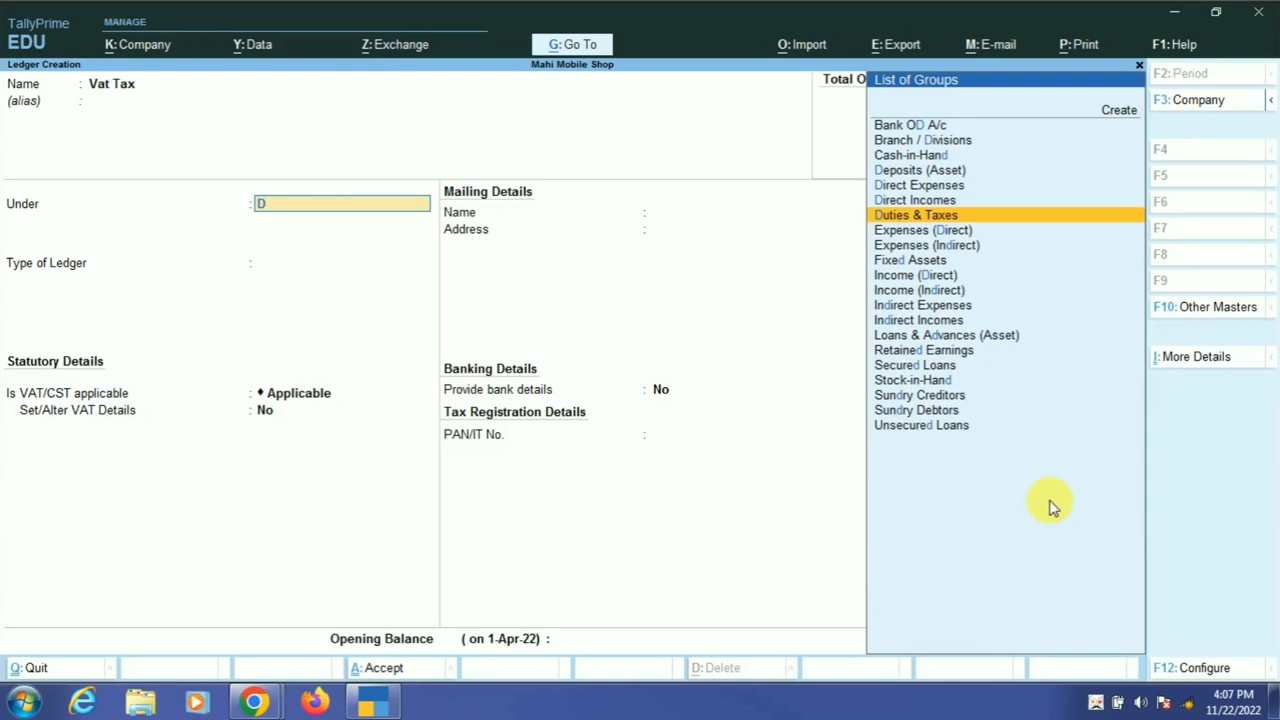 TallyPrime
EDU
MANAGE
K: Company
Y: Data
Z: Exchange
G: Go To
O: Import
E: Export
M: E-mail
P: Print
F1: Help
Ledger Creation
Mahi Mobile Shop
Name : Vat Tax
(alias) :
Total O
Under : D
Type of Ledger :
Mailing Details
Name :
Address :
Statutory Details
Is VAT/CST applicable : ♦ Applicable
Set/Alter VAT Details : No
Banking Details
Provide bank details : No
Tax Registration Details
PAN/IT No. :
Opening Balance ( on 1-Apr-22) :
List of Groups
Create
Bank OD A/c
Branch / Divisions
Cash-in-Hand
Deposits (Asset)
Direct Expenses
Direct Incomes
Duties & Taxes
Expenses (Direct)
Expenses (Indirect)
Fixed Assets
Income (Direct)
Income (Indirect)
Indirect Expenses
Indirect Incomes
Loans & Advances (Asset)
Retained Earnings
Secured Loans
Stock-in-Hand
Sundry Creditors
Sundry Debtors
Unsecured Loans
F2: Period
F3: Company
F4
F5
F6
F7
F8
F9
F10: Other Masters
I: More Details
F12: Configure
Q: Quit
A: Accept
D: Delete
4:07 PM
11/22/2022